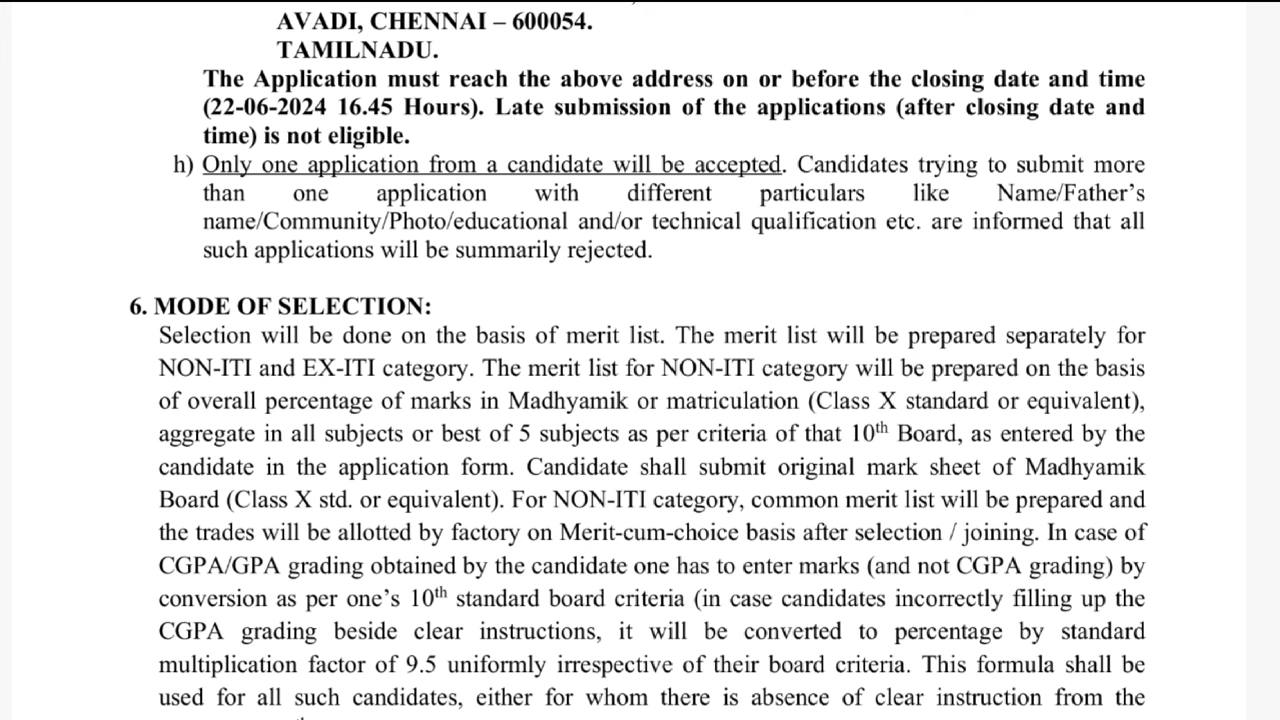 AVADI, CHENNAI – 600054.
TAMILNADU.
The Application must reach the above address on or before the closing date and time
(22-06-2024 16.45 Hours). Late submission of the applications (after closing date and
time) is not eligible.
h) Only one application from a candidate will be accepted. Candidates trying to submit more
than one application with different particulars like Name/Father’s
name/Community/Photo/educational and/or technical qualification etc. are informed that all
such applications will be summarily rejected.
6. MODE OF SELECTION:
Selection will be done on the basis of merit list. The merit list will be prepared separately for
NON-ITI and EX-ITI category. The merit list for NON-ITI category will be prepared on the basis
of overall percentage of marks in Madhyamik or matriculation (Class X standard or equivalent),
aggregate in all subjects or best of 5 subjects as per criteria of that 10th Board, as entered by the
candidate in the application form. Candidate shall submit original mark sheet of Madhyamik
Board (Class X std. or equivalent). For NON-ITI category, common merit list will be prepared and
the trades will be allotted by factory on Merit-cum-choice basis after selection / joining. In case of
CGPA/GPA grading obtained by the candidate one has to enter marks (and not CGPA grading) by
conversion as per one’s 10th standard board criteria (in case candidates incorrectly filling up the
CGPA grading beside clear instructions, it will be converted to percentage by standard
multiplication factor of 9.5 uniformly irrespective of their board criteria. This formula shall be
used for all such candidates, either for whom there is absence of clear instruction from the